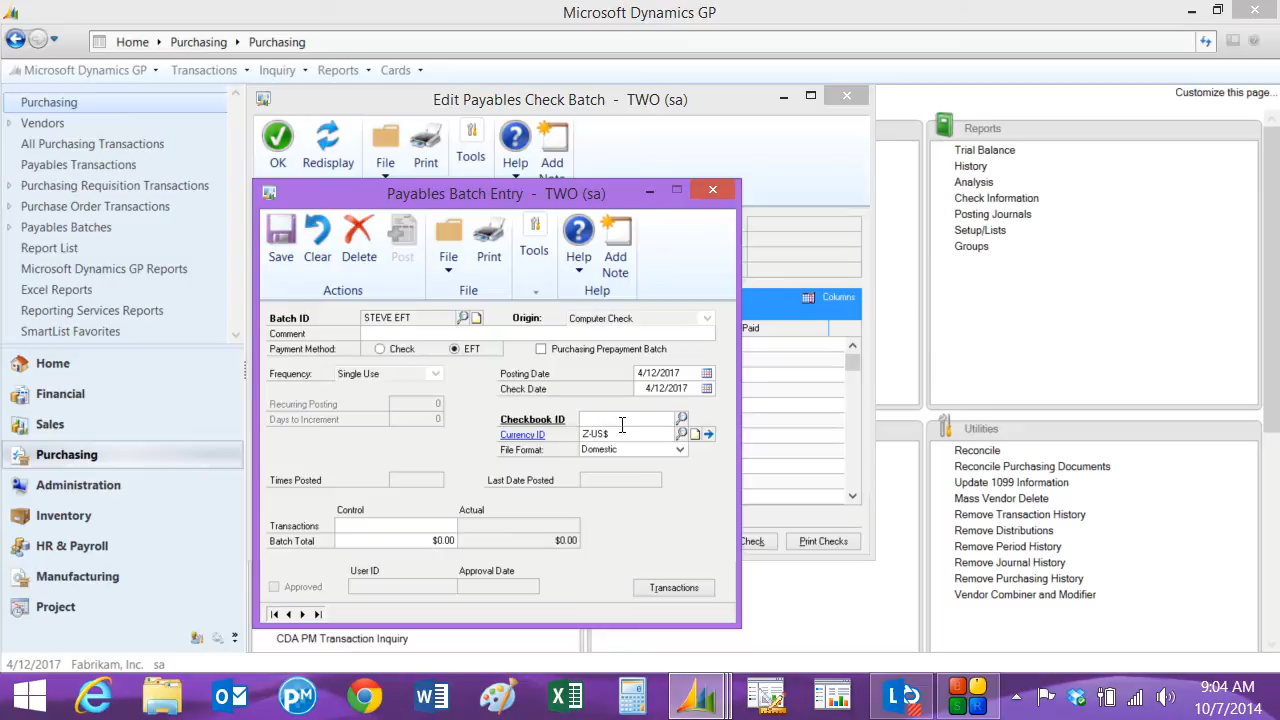 Microsoft Dynamics GP
Home Purchasing Purchasing
Microsoft Dynamics GP Transactions Inquiry Reports Cards
Customize this page...
Purchasing
Vendors
All Purchasing Transactions
Payables Transactions
Purchasing Requisition Transactions
Purchase Order Transactions
Payables Batches
Report List
Microsoft Dynamics GP Reports
Excel Reports
Reporting Services Reports
SmartList Favorites
Home
Financial
Sales
Purchasing
Administration
Inventory
HR & Payroll
Manufacturing
Project
Edit Payables Check Batch - TWO (sa)
OK Redisplay File Print Tools Help Add
Columns
Paid
Check Print Checks
Payables Batch Entry - TWO (sa)
Save Clear Delete Post File Print Tools Help Add
Note
Actions File Help
Batch ID STEVE EFT Origin: Computer Check
Comment
Payment Method: Check EFT Purchasing Prepayment Batch
Frequency: Single Use Posting Date 4/12/2017
Check Date 4/12/2017
Recurring Posting 0
Days to Increment 0 Checkbook ID
Currency ID Z-US$
File Format: Domestic
Times Posted Last Date Posted
Control Actual
Transactions
Batch Total $0.00 $0.00
User ID Approval Date
Approved Transactions
CDA PM Transaction Inquiry
Reports
Trial Balance
History
Analysis
Check Information
Posting Journals
Setup/Lists
Groups
Utilities
Reconcile
Reconcile Purchasing Documents
Update 1099 Information
Mass Vendor Delete
Remove Transaction History
Remove Distributions
Remove Period History
Remove Journal History
Remove Purchasing History
Vendor Combiner and Modifier
4/12/2017 Fabrikam, Inc. sa
9:04 AM
10/7/2014